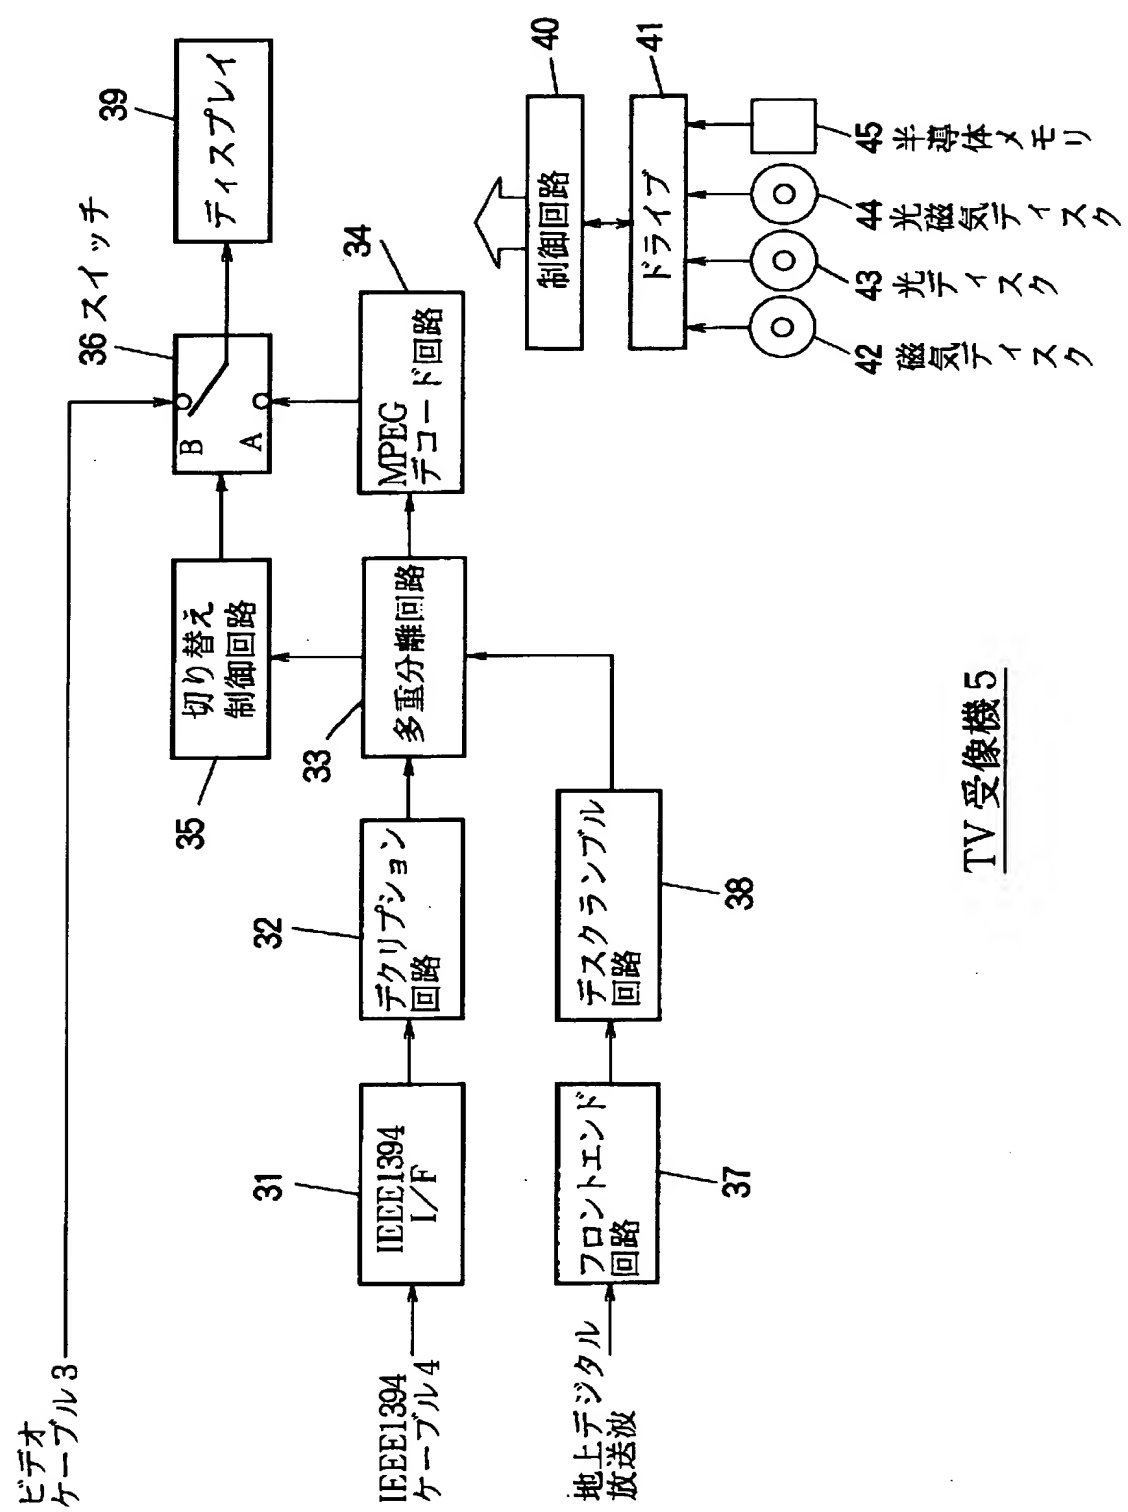 ビデオ
ケーブル3
IEEE1394
ケーブル4
地上デジタル
放送波
31
IEEE1394
I/F
32
デクリプション
回路
33
多重分離回路
34
MPEG
デコード回路
35
切り替え
制御回路
36 スイッチ
B
A
39
ディスプレイ
37
フロントエンド
回路
38
デスクランブル
回路
40
制御回路
41
ドライブ
42
磁気ディスク
43
光ディスク
44
光磁気ディスク
45
半導体メモリ
TV 受像機5